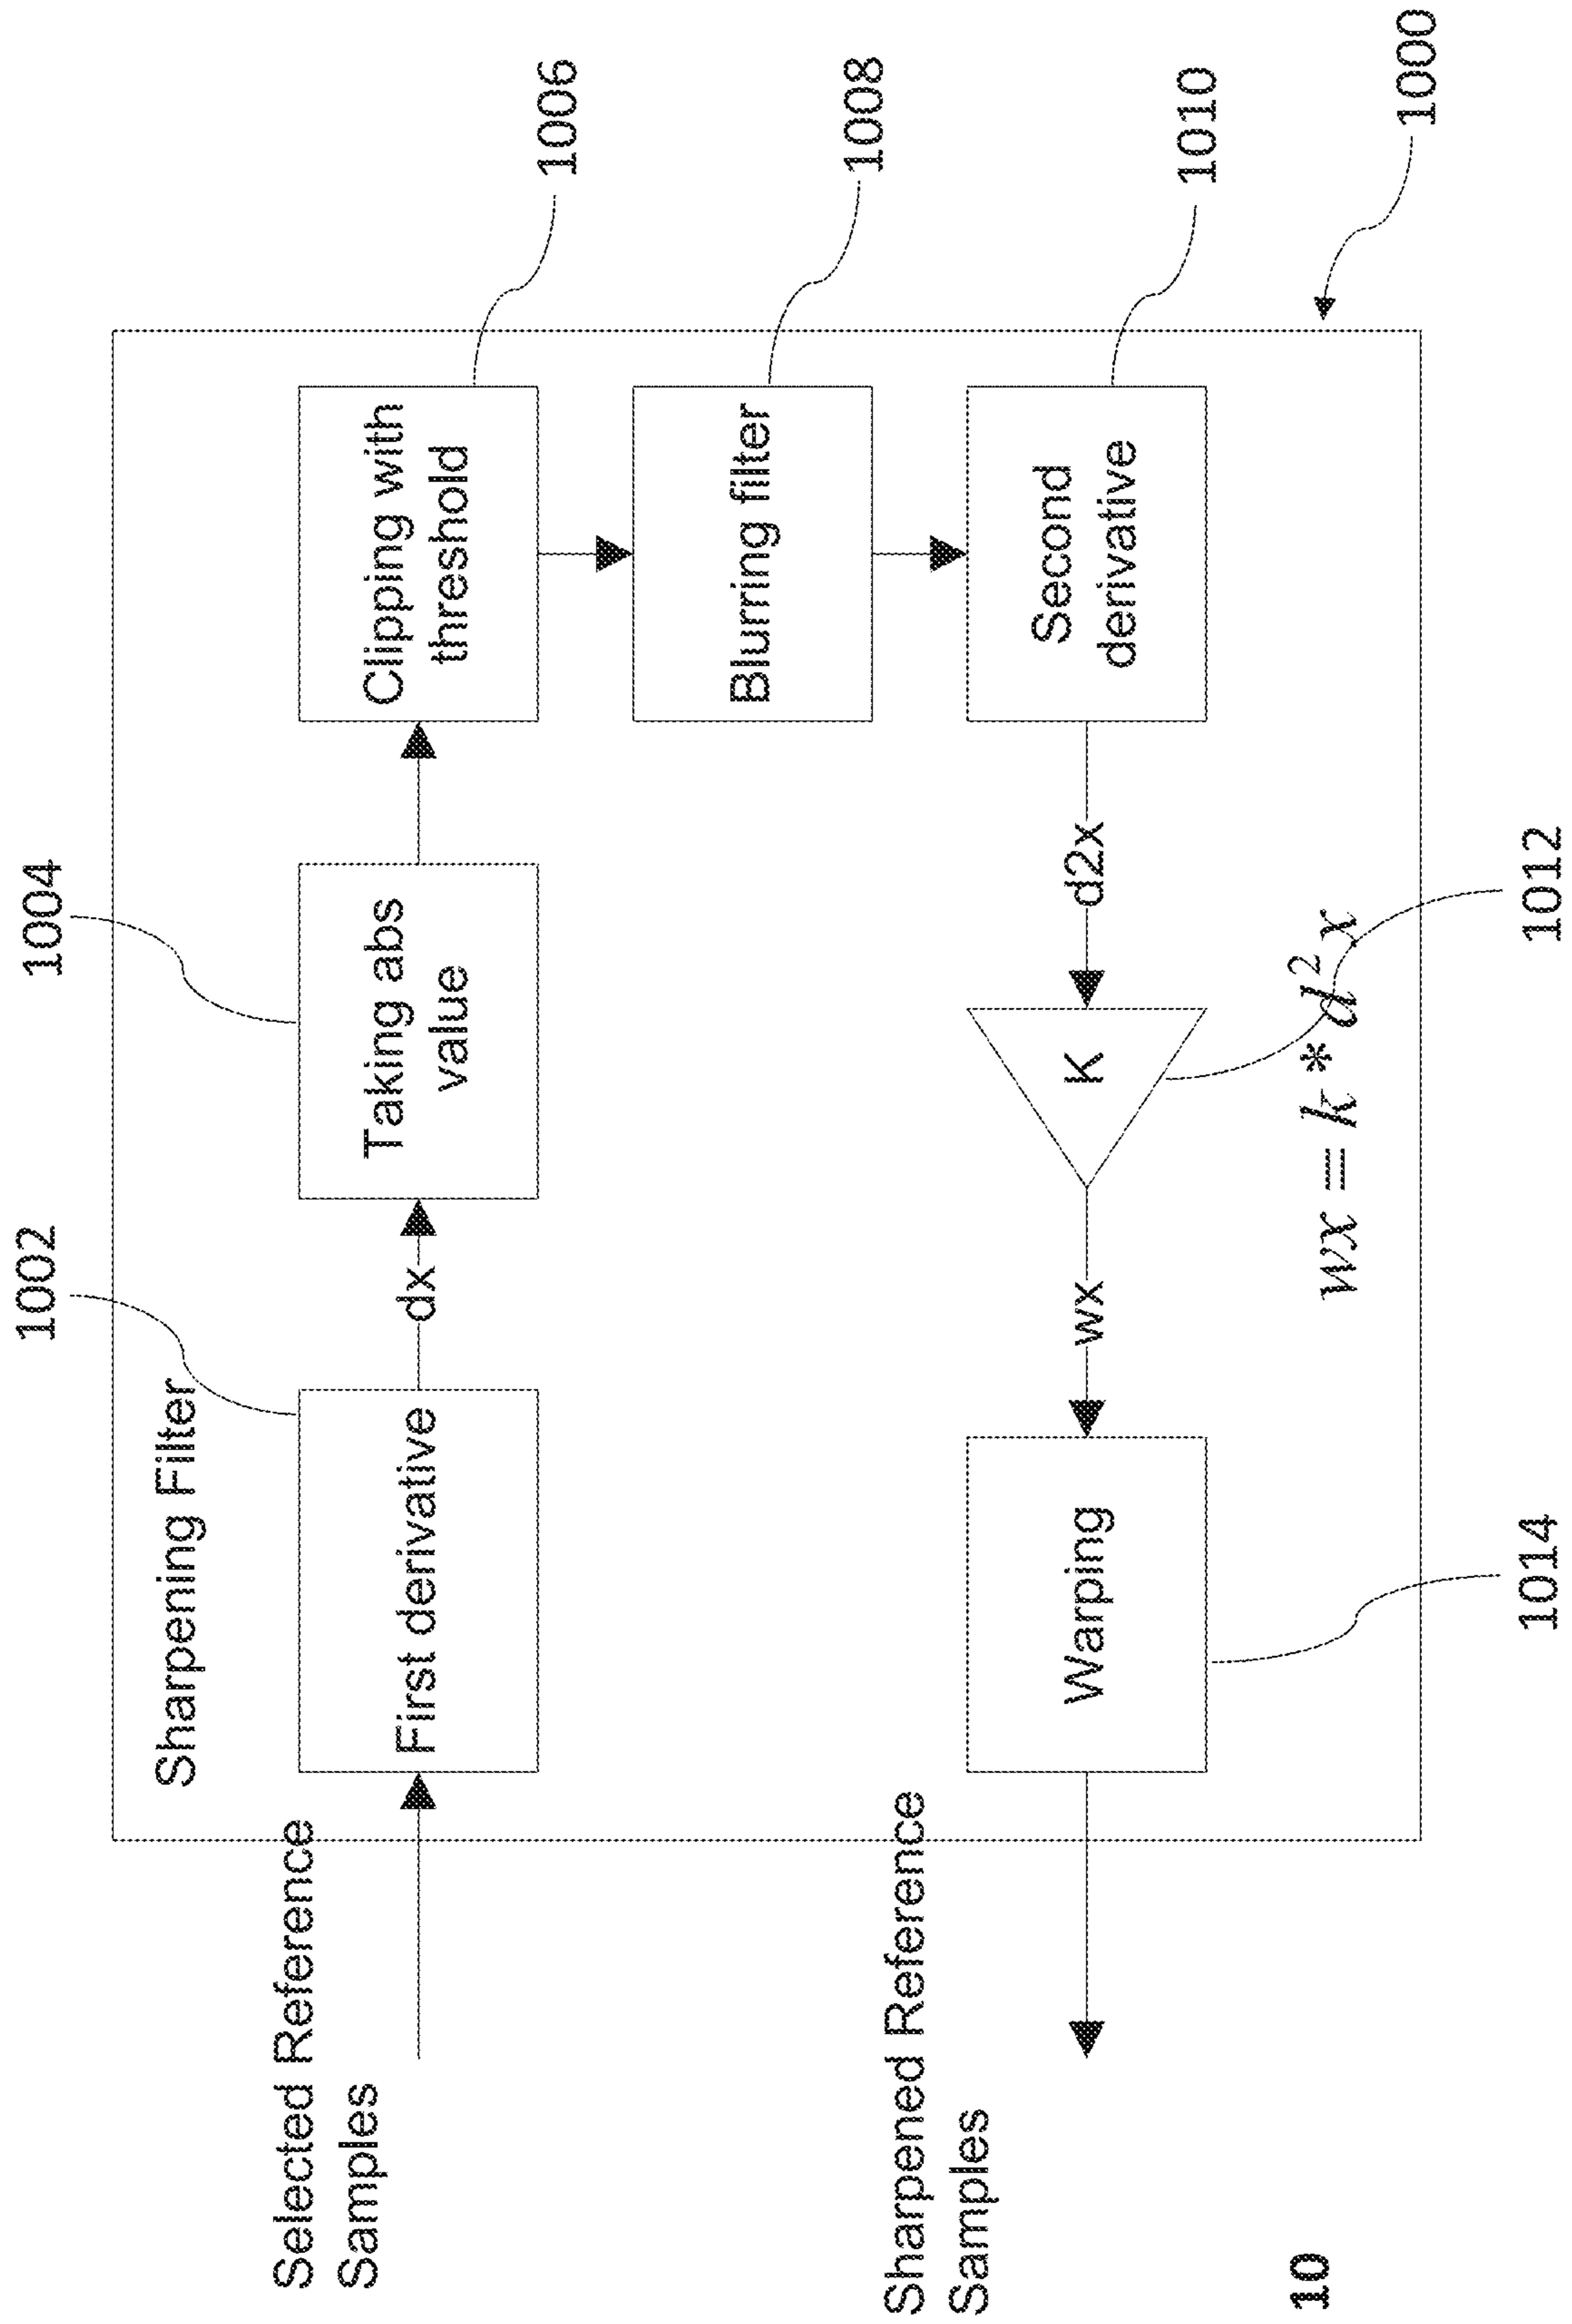 1002
1004
Sharpening Filter
Selected Reference
Samples
First derivative
dx
Taking abs
value
Clipping with
threshold
1006
Blurring filter
1008
Second
derivative
1010
d2x
K
wx
Warping
Sharpened Reference
Samples
wx = k * d² x
1000
1014
1012
10